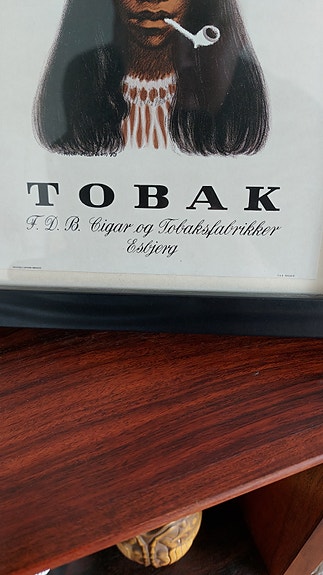 TOBAK
F. D. B. Cigar og Tobaksfabrikker
Esbjerg